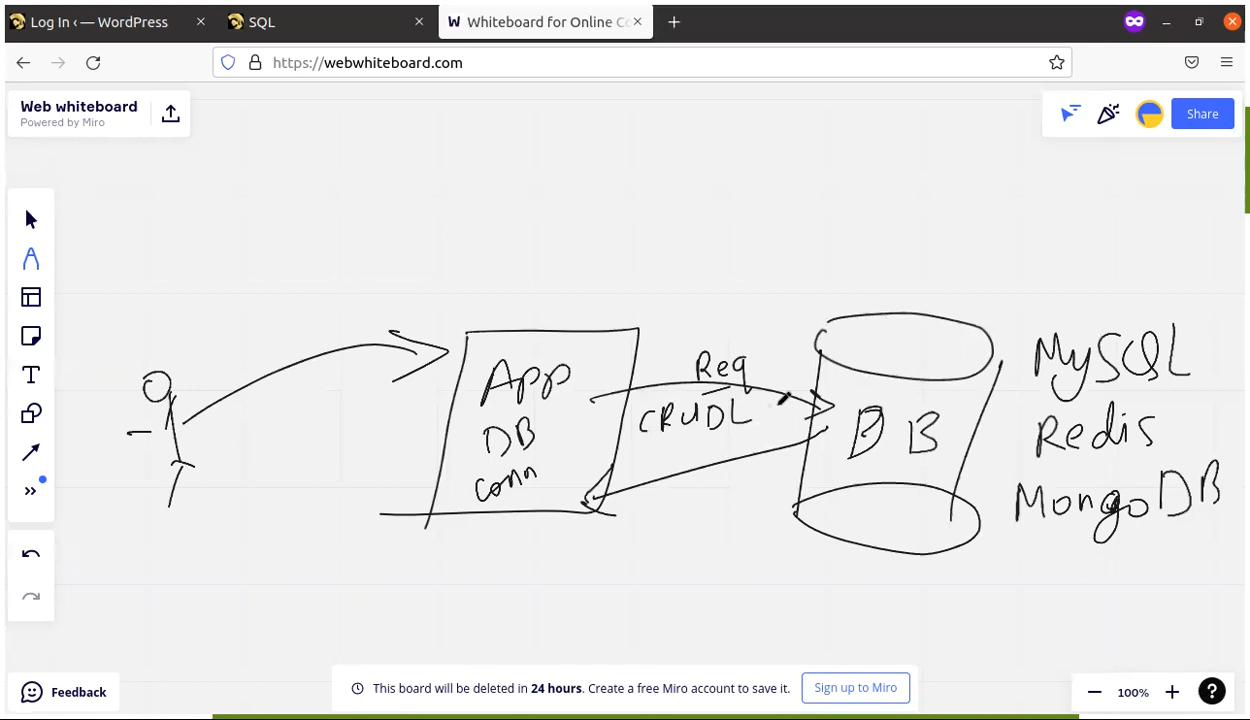 Log In ‹ — WordPress
SQL
Whiteboard for Online Co
https://webwhiteboard.com
Web whiteboard
Powered by Miro
Share
App
DB
conn
Req
CRUDL
DB
MySQL
Redis
MongoDB
Feedback
This board will be deleted in 24 hours. Create a free Miro account to save it.
Sign up to Miro
100%